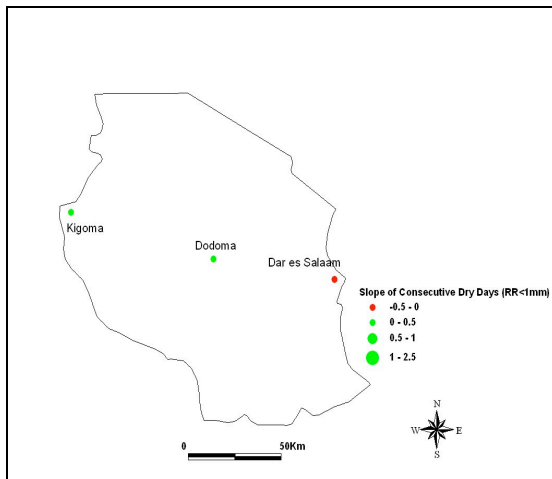 Kigoma
Dodoma
Dar es Salaam
Slope of Consecutive Dry Days (RR<1mm)
-0.5 - 0
0 - 0.5
0.5 - 1
1 - 2.5
N
W E
S
0 50Km